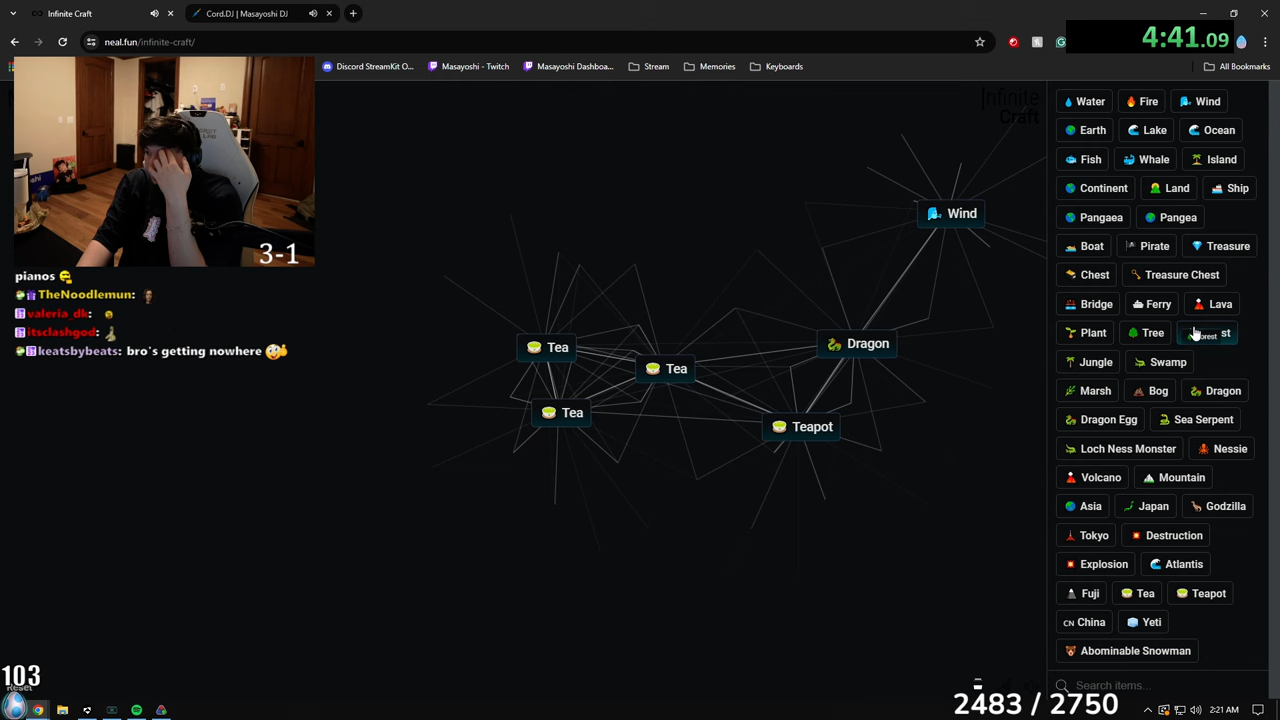 Infinite Craft
Cord.DJ | Masayoshi DJ
4:41.09
neal.fun/infinite-craft/
Discord StreamKit O...
Masayoshi - Twitch
Masayoshi Dashboa...
Stream
Memories
Keyboards
All Bookmarks
3-1
pianos
TheNoodlemun:
valeria_dk:
itsclashgod:
keatsbybeats: bro's getting nowhere
Infinite
Craft
Wind
Tea
Tea
Tea
Dragon
Teapot
Water Fire Wind
Earth Lake Ocean
Fish Whale Island
Continent Land Ship
Pangaea Pangea
Boat Pirate Treasure
Chest Treasure Chest
Bridge Ferry Lava
Plant Tree orest st
Jungle Swamp
Marsh Bog Dragon
Dragon Egg Sea Serpent
Loch Ness Monster Nessie
Volcano Mountain
Asia Japan Godzilla
Tokyo Destruction
Explosion Atlantis
Fuji Tea Teapot
CN China Yeti
Abominable Snowman
Search items...
103
Reset
2483 / 2750
2:21 AM